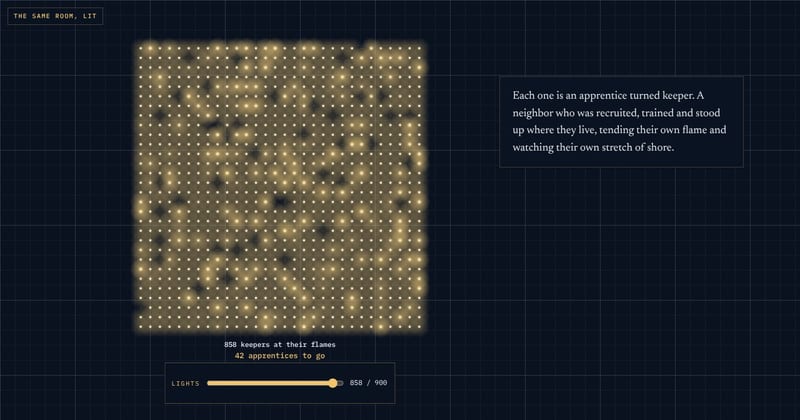 THE SAME ROOM, LIT
Each one is an apprentice turned keeper. A
neighbor who was recruited, trained and stood
up where they live, tending their own flame and
watching their own stretch of shore.
858 keepers at their flames
42 apprentices to go
LIGHTS 858 / 900